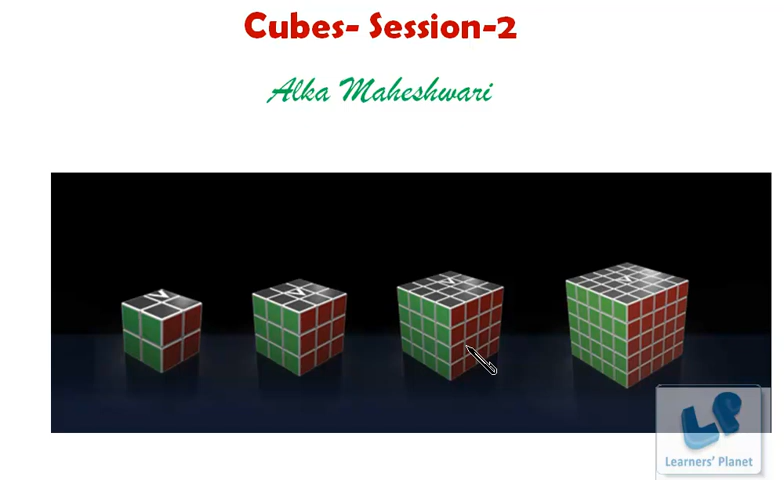 Cubes- Session-2
Alka Maheshwari
V
V
V
V
LP
Learners' Planet